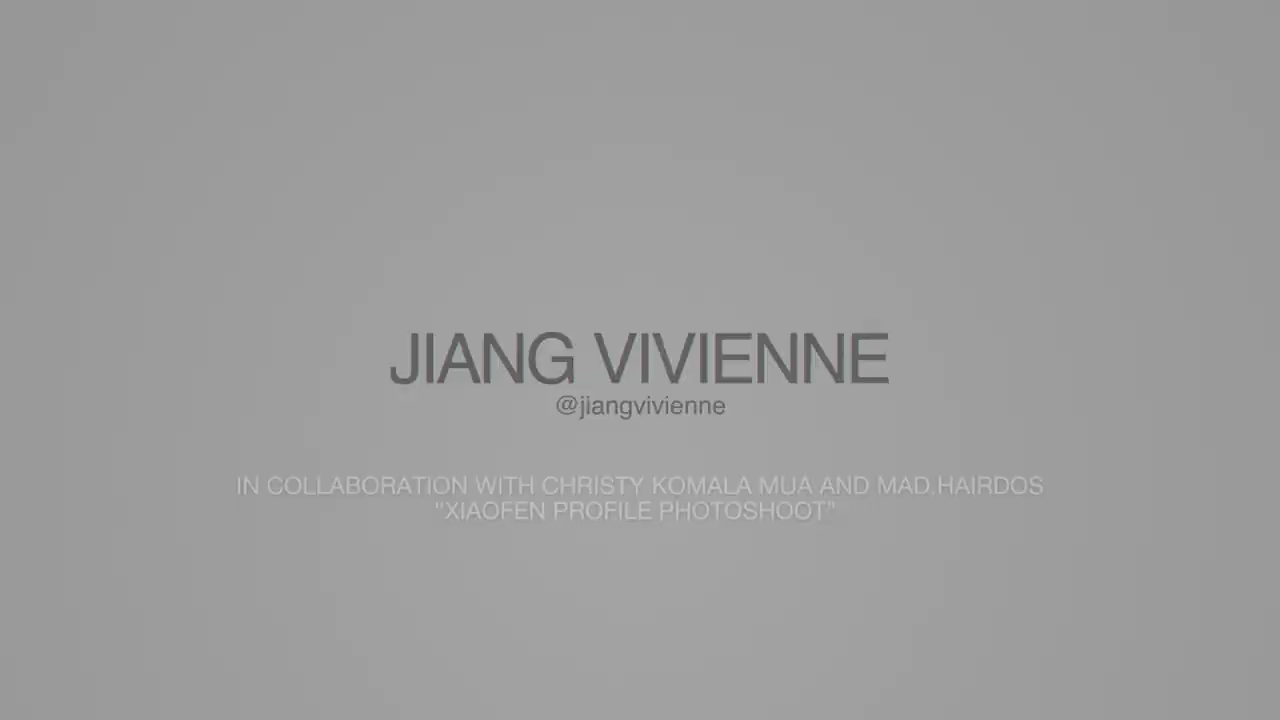 JIANG VIVIENNE
@jiangvivienne
IN COLLABORATION WITH CHRISTY KOMALA MUA AND MAD.HAIRDOS
“XIAOFEN PROFILE PHOTOSHOOT”